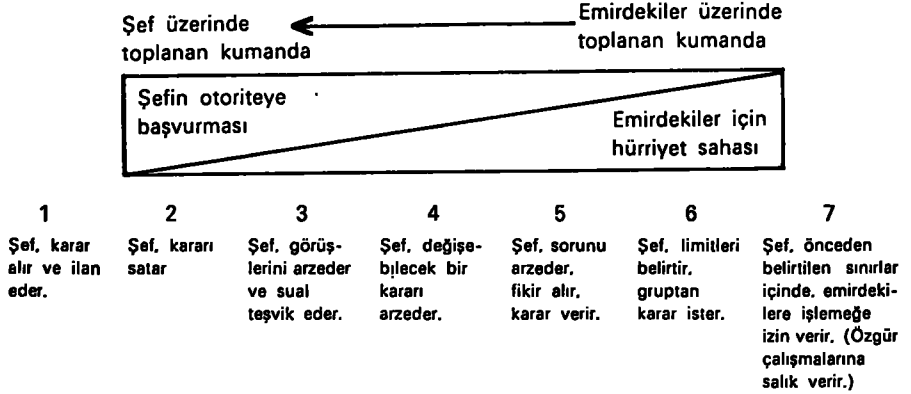 Şef üzerinde
toplanan kumanda
Emirdekiler üzerinde
toplanan kumanda
Şefin otoriteye
başvurması
Emirdekiler için
hürriyet sahası
1
Şef, karar
alır ve ilan
eder.
2
Şef, kararı
satar
3
Şef, görüş-
lerini arzeder
ve sual
teşvik eder.
4
Şef, değişe-
bilecek bir
kararı
arzeder.
5
Şef, sorunu
arzeder,
fikir alır,
karar verir.
6
Şef, limitleri
belirtir,
gruptan
karar ister.
7
Şef, önceden
belirtilen sınırlar
içinde, emirdeki-
lere işlemeğe
izin verir. (Özgür
çalışmalarına
salık verir.)